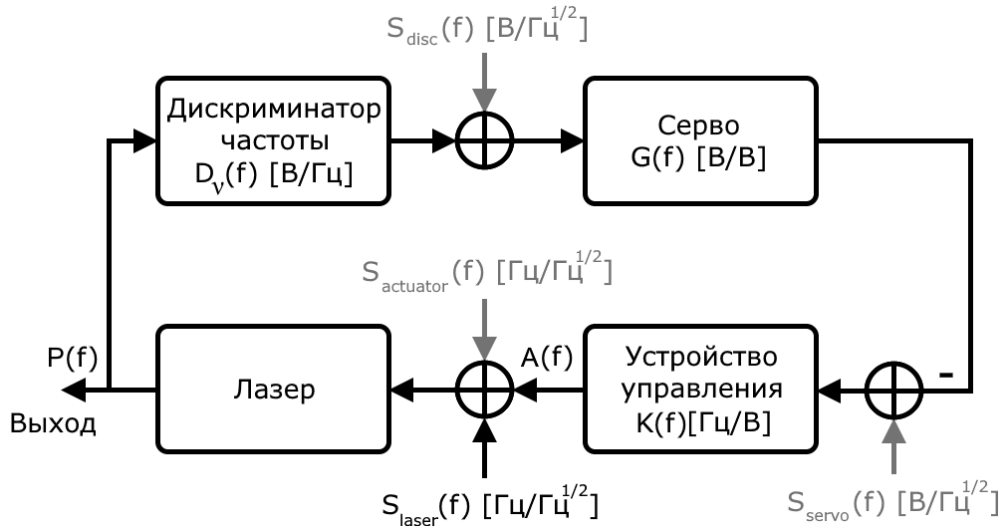 S_disc(f) [В/Гц^1/2]
Дискриминатор
частоты
D_ν(f) [В/Гц]
Серво
G(f) [В/В]
S_actuator(f) [Гц/Гц^1/2]
P(f)
Выход
Лазер
A(f)
Устройство
управления
K(f)[Гц/В]
-
S_laser(f) [Гц/Гц^1/2]
S_servo(f) [В/Гц^1/2]